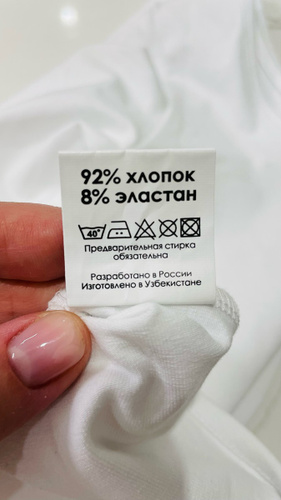 92% хлопок
8% эластан
40°
Предварительная стирка
обязательна
Разработано в России
Изготовлено в Узбекистане